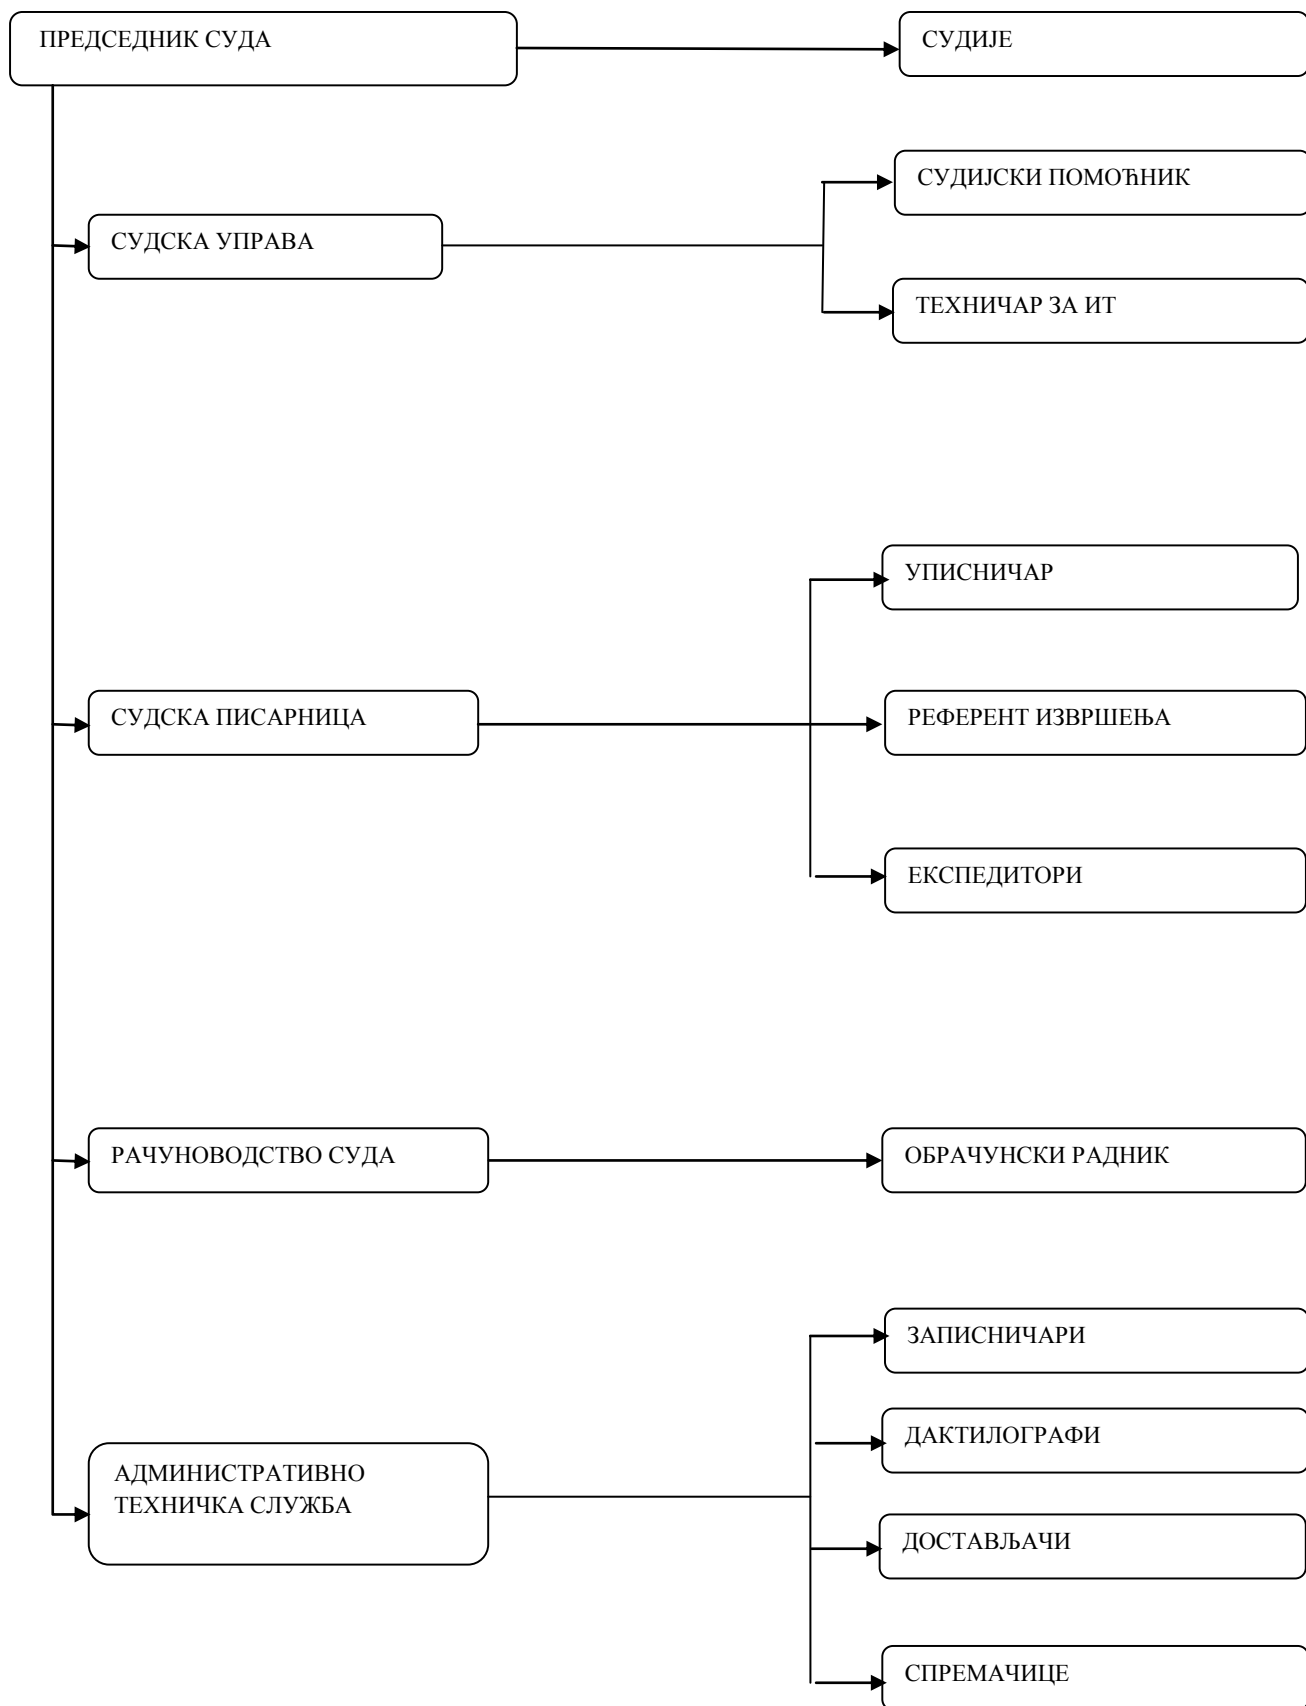 ПРЕДСЕДНИК СУДА
СУДИЈЕ
СУДИЈСКИ ПОМОЋНИК
СУДСКА УПРАВА
ТЕХНИЧАР ЗА ИТ
УПИСНИЧАР
СУДСКА ПИСАРНИЦА
РЕФЕРЕНТ ИЗВРШЕЊА
ЕКСПЕДИТОРИ
РАЧУНОВОДСТВО СУДА
ОБРАЧУНСКИ РАДНИК
ЗАПИСНИЧАРИ
ДАКТИЛОГРАФИ
АДМИНИСТРАТИВНО
ТЕХНИЧКА СЛУЖБА
ДОСТАВЉАЧИ
СПРЕМАЧИЦЕ